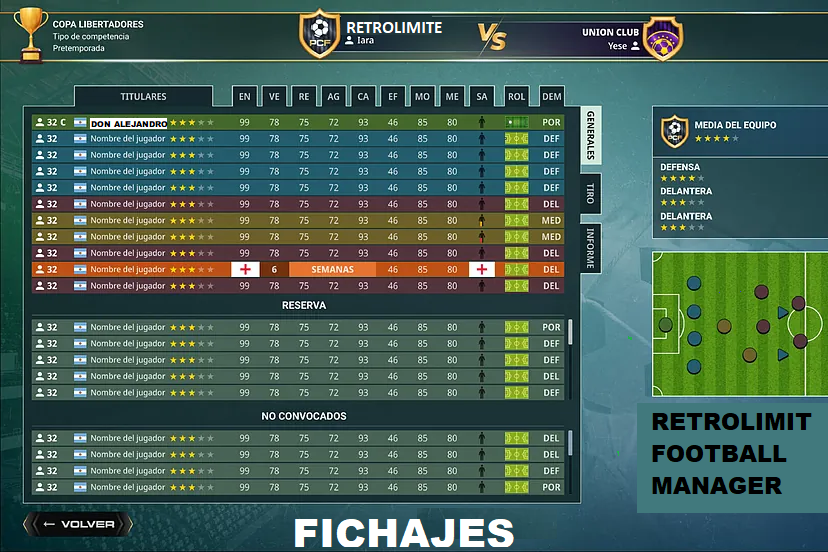 COPA LIBERTADORES
Tipo de competencia
Pretemporada
PCF
RETROLIMITE
Iara
VS
UNION CLUB
Yese
TITULARES EN VE RE AG CA EF MO ME SA ROL DEM
32 C DON ALEJANDRO 99 78 75 72 93 46 85 80 POR
32 Nombre del jugador 99 78 75 72 93 46 85 80 DEF
32 Nombre del jugador 99 78 75 72 93 46 85 80 DEF
32 Nombre del jugador 99 78 75 72 93 46 85 80 DEF
32 Nombre del jugador 99 78 75 72 93 46 85 80 DEF
32 Nombre del jugador 99 78 75 72 93 46 85 80 DEL
32 Nombre del jugador 99 78 75 72 93 46 85 80 MED
32 Nombre del jugador 99 78 75 72 93 46 85 80 MED
32 Nombre del jugador 99 78 75 72 93 46 85 80 DEL
32 Nombre del jugador 6 SEMANAS 46 85 80 DEL
32 Nombre del jugador 99 78 75 72 93 46 85 80 DEL
RESERVA
32 Nombre del jugador 99 78 75 72 93 46 85 80 POR
32 Nombre del jugador 99 78 75 72 93 46 85 80 DEF
32 Nombre del jugador 99 78 75 72 93 46 85 80 DEF
32 Nombre del jugador 99 78 75 72 93 46 85 80 DEF
32 Nombre del jugador 99 78 75 72 93 46 85 80 DEL
NO CONVOCADOS
32 Nombre del jugador 99 78 75 72 93 46 85 80 DEL
32 Nombre del jugador 99 78 75 72 93 46 85 80 DEL
32 Nombre del jugador 99 78 75 72 93 46 85 80 DEF
32 Nombre del jugador 99 78 75 72 93 46 85 80 POR
GENERALES
TIRO
INFORME
PCF
MEDIA DEL EQUIPO
DEFENSA
DELANTERA
DELANTERA
RETROLIMIT
FOOTBALL
MANAGER
VOLVER
FICHAJES